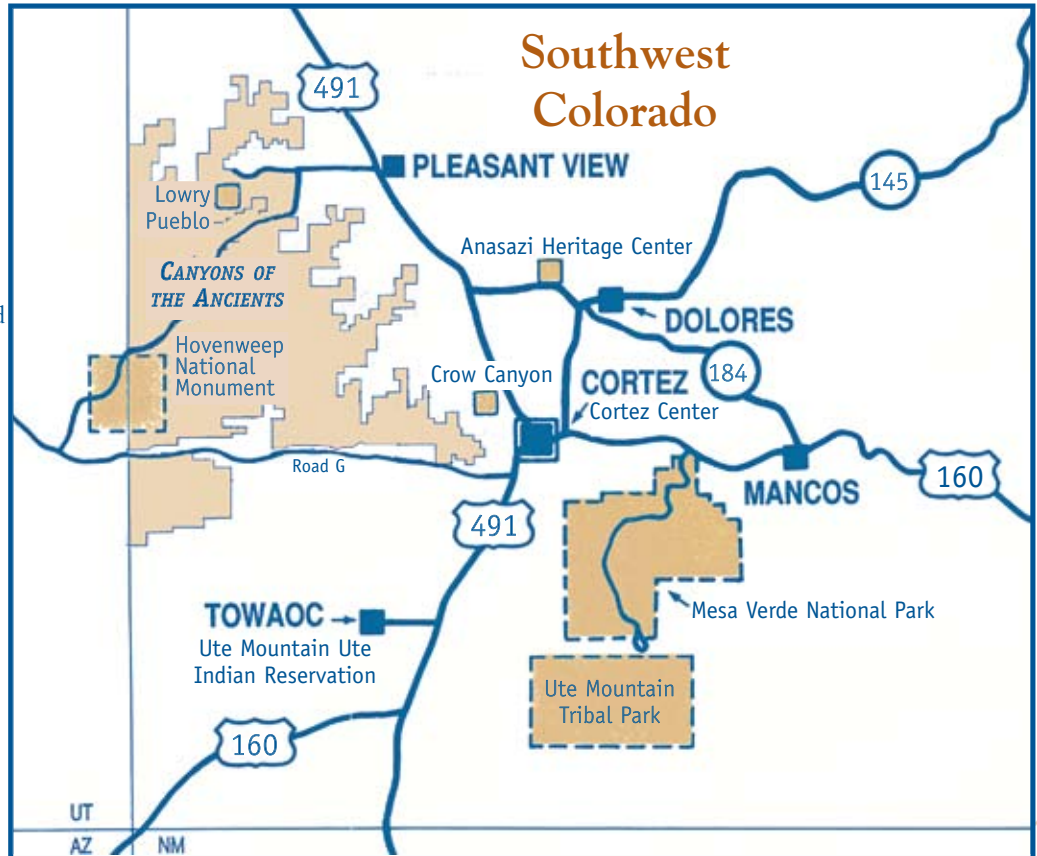 Southwest
Colorado
491
PLEASANT VIEW
145
Lowry
Pueblo
Anasazi Heritage Center
CANYONS OF
THE ANCIENTS
DOLORES
Hovenweep
National
Monument
Crow Canyon
184
CORTEZ
Cortez Center
Road G
160
MANCOS
491
TOWAOC
Mesa Verde National Park
Ute Mountain Ute
Indian Reservation
Ute Mountain
Tribal Park
160
UT
AZ
NM